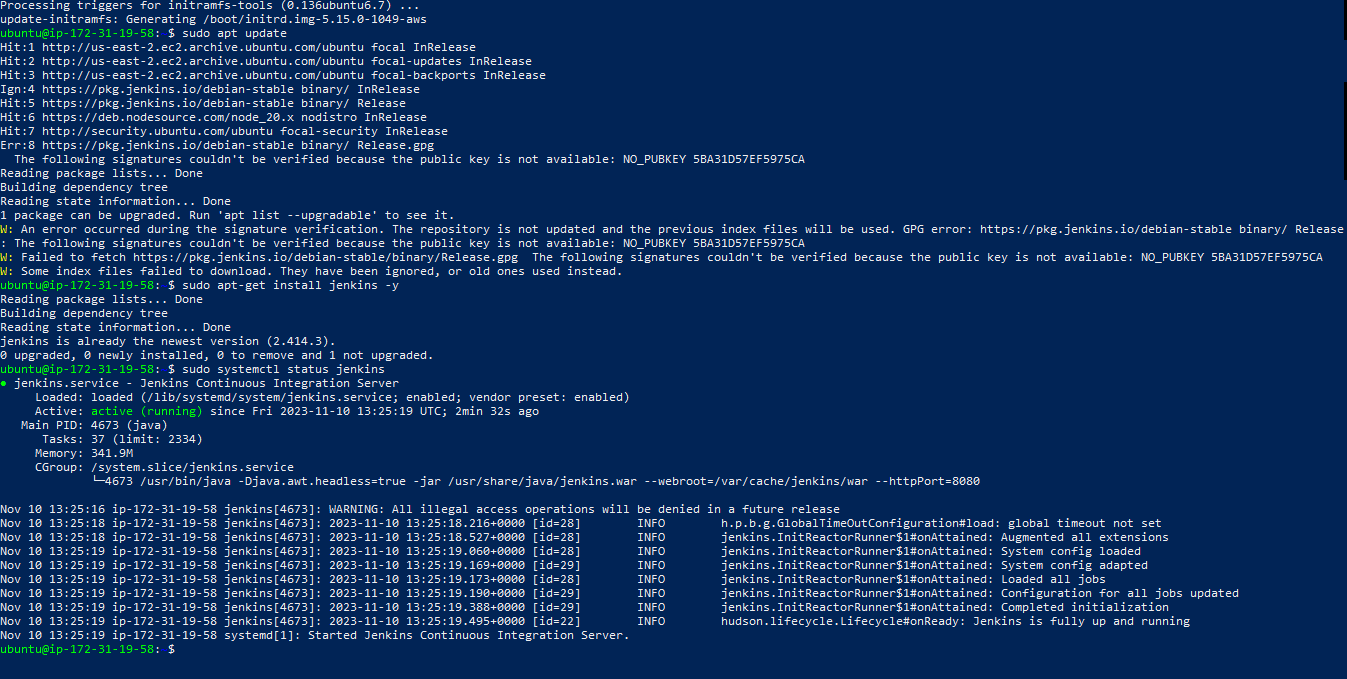 Processing triggers for initramfs-tools (0.136ubuntu6.7) ...
update-initramfs: Generating /boot/initrd.img-5.15.0-1049-aws
ubuntu@ip-172-31-19-58: $ sudo apt update
Hit:1 http://us-east-2.ec2.archive.ubuntu.com/ubuntu focal InRelease
Hit:2 http://us-east-2.ec2.archive.ubuntu.com/ubuntu focal-updates InRelease
Hit:3 http://us-east-2.ec2.archive.ubuntu.com/ubuntu focal-backports InRelease
Ign:4 https://pkg.jenkins.io/debian-stable binary/ InRelease
Hit:5 https://pkg.jenkins.io/debian-stable binary/ Release
Hit:6 https://deb.nodesource.com/node_20.x nodistro InRelease
Hit:7 http://security.ubuntu.com/ubuntu focal-security InRelease
Err:8 https://pkg.jenkins.io/debian-stable binary/ Release.gpg
  The following signatures couldn't be verified because the public key is not available: NO_PUBKEY 5BA31D57EF5975CA
Reading package lists... Done
Building dependency tree
Reading state information... Done
1 package can be upgraded. Run 'apt list --upgradable' to see it.
W: An error occurred during the signature verification. The repository is not updated and the previous index files will be used. GPG error: https://pkg.jenkins.io/debian-stable binary/ Release
: The following signatures couldn't be verified because the public key is not available: NO_PUBKEY 5BA31D57EF5975CA
W: Failed to fetch https://pkg.jenkins.io/debian-stable/binary/Release.gpg  The following signatures couldn't be verified because the public key is not available: NO_PUBKEY 5BA31D57EF5975CA
W: Some index files failed to download. They have been ignored, or old ones used instead.
ubuntu@ip-172-31-19-58: $ sudo apt-get install jenkins -y
Reading package lists... Done
Building dependency tree
Reading state information... Done
jenkins is already the newest version (2.414.3).
0 upgraded, 0 newly installed, 0 to remove and 1 not upgraded.
ubuntu@ip-172-31-19-58: $ sudo systemctl status jenkins
● jenkins.service - Jenkins Continuous Integration Server
     Loaded: loaded (/lib/systemd/system/jenkins.service; enabled; vendor preset: enabled)
     Active: active (running) since Fri 2023-11-10 13:25:19 UTC; 2min 32s ago
   Main PID: 4673 (java)
      Tasks: 37 (limit: 2334)
     Memory: 341.9M
     CGroup: /system.slice/jenkins.service
             └─4673 /usr/bin/java -Djava.awt.headless=true -jar /usr/share/java/jenkins.war --webroot=/var/cache/jenkins/war --httpPort=8080
Nov 10 13:25:16 ip-172-31-19-58 jenkins[4673]: WARNING: All illegal access operations will be denied in a future release
Nov 10 13:25:18 ip-172-31-19-58 jenkins[4673]: 2023-11-10 13:25:18.216+0000 [id=28]        INFO        h.p.b.g.GlobalTimeOutConfiguration#load: global timeout not set
Nov 10 13:25:18 ip-172-31-19-58 jenkins[4673]: 2023-11-10 13:25:18.527+0000 [id=28]        INFO        jenkins.InitReactorRunner$1#onAttained: Augmented all extensions
Nov 10 13:25:19 ip-172-31-19-58 jenkins[4673]: 2023-11-10 13:25:19.060+0000 [id=28]        INFO        jenkins.InitReactorRunner$1#onAttained: System config loaded
Nov 10 13:25:19 ip-172-31-19-58 jenkins[4673]: 2023-11-10 13:25:19.169+0000 [id=29]        INFO        jenkins.InitReactorRunner$1#onAttained: System config adapted
Nov 10 13:25:19 ip-172-31-19-58 jenkins[4673]: 2023-11-10 13:25:19.173+0000 [id=28]        INFO        jenkins.InitReactorRunner$1#onAttained: Loaded all jobs
Nov 10 13:25:19 ip-172-31-19-58 jenkins[4673]: 2023-11-10 13:25:19.190+0000 [id=29]        INFO        jenkins.InitReactorRunner$1#onAttained: Configuration for all jobs updated
Nov 10 13:25:19 ip-172-31-19-58 jenkins[4673]: 2023-11-10 13:25:19.388+0000 [id=29]        INFO        jenkins.InitReactorRunner$1#onAttained: Completed initialization
Nov 10 13:25:19 ip-172-31-19-58 jenkins[4673]: 2023-11-10 13:25:19.495+0000 [id=22]        INFO        hudson.lifecycle.Lifecycle#onReady: Jenkins is fully up and running
Nov 10 13:25:19 ip-172-31-19-58 systemd[1]: Started Jenkins Continuous Integration Server.
ubuntu@ip-172-31-19-58: $